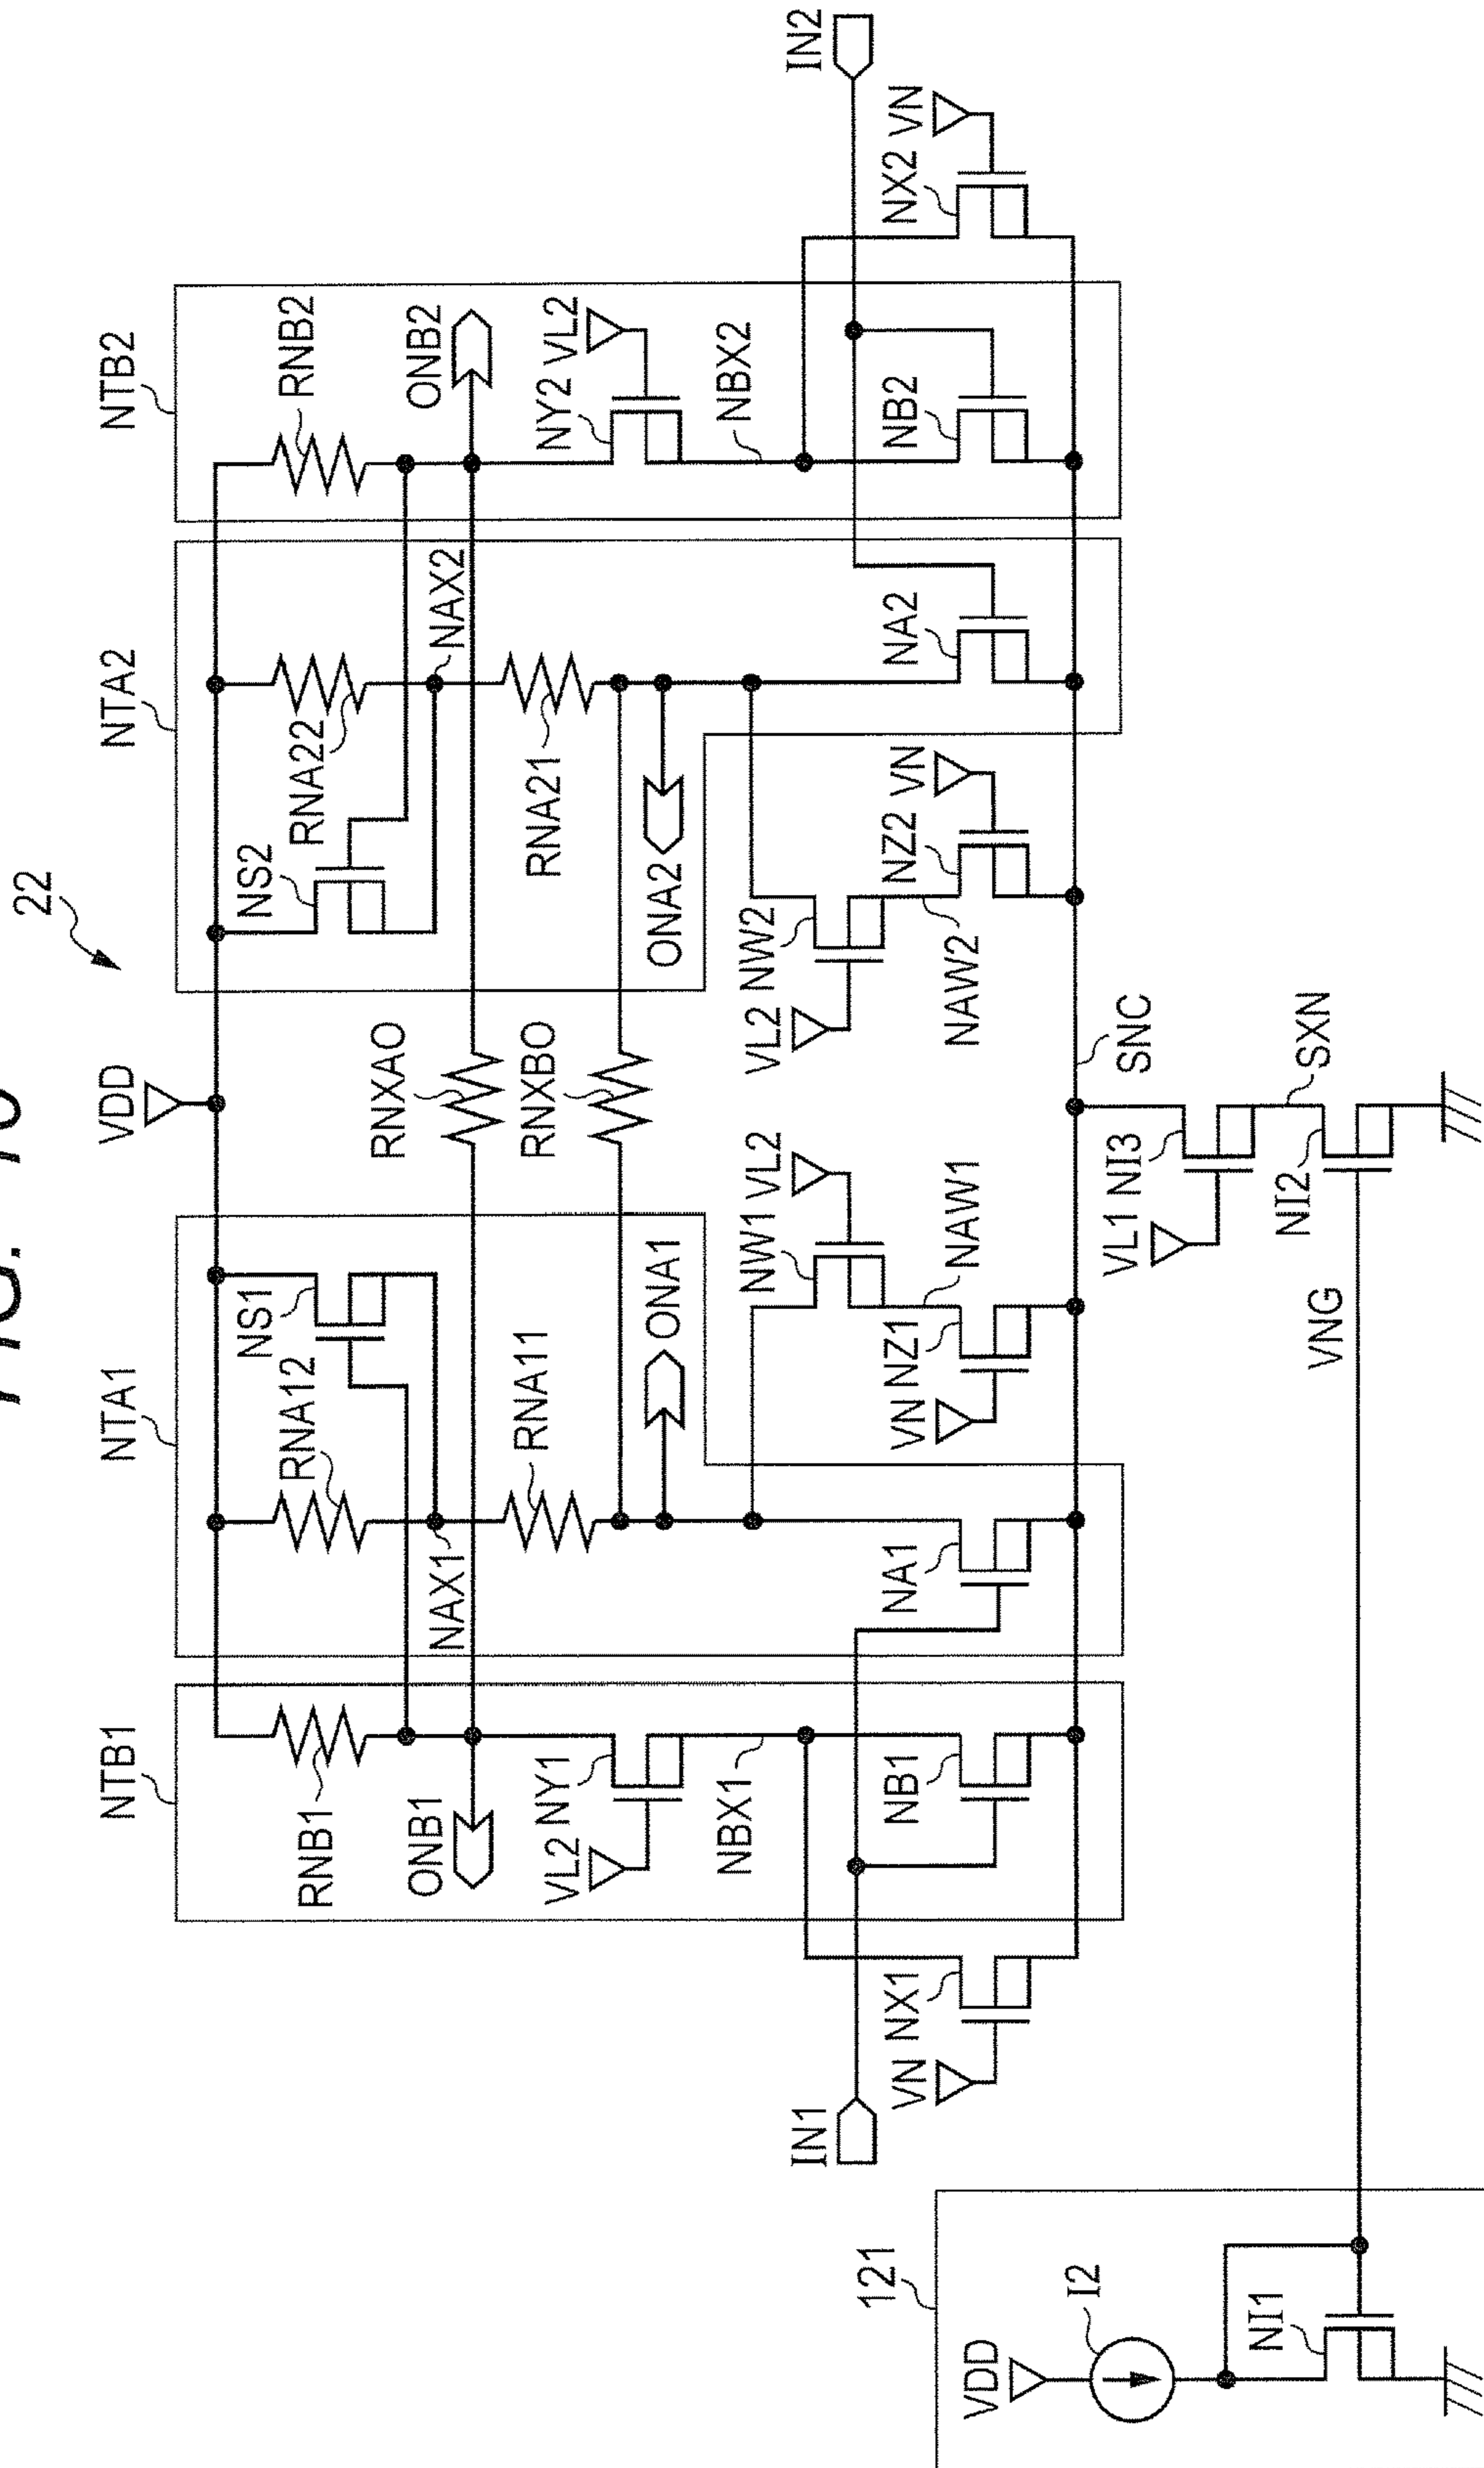 22
VDD
NTB1
NTA1
NTA2
NTB2
RNB1
RNA12
NS1
NS2
RNA22
RNB2
ONB1
NAX1
RNXAO
NAX2
ONB2
VL2
NY1
RNA11
ONA1
RNXBO
ONA2
RNA21
NY2
VL2
NBX1
NW1
VL2
VL2
NW2
NBX2
IN1
IN2
VN
NX1
NB1
NA1
VN
NZ1
NAW1
NAW2
NZ2
VN
NA2
NB2
NX2
VN
SNC
121
VDD
I2
VL1
NI3
SXN
NI1
VNG
NI2